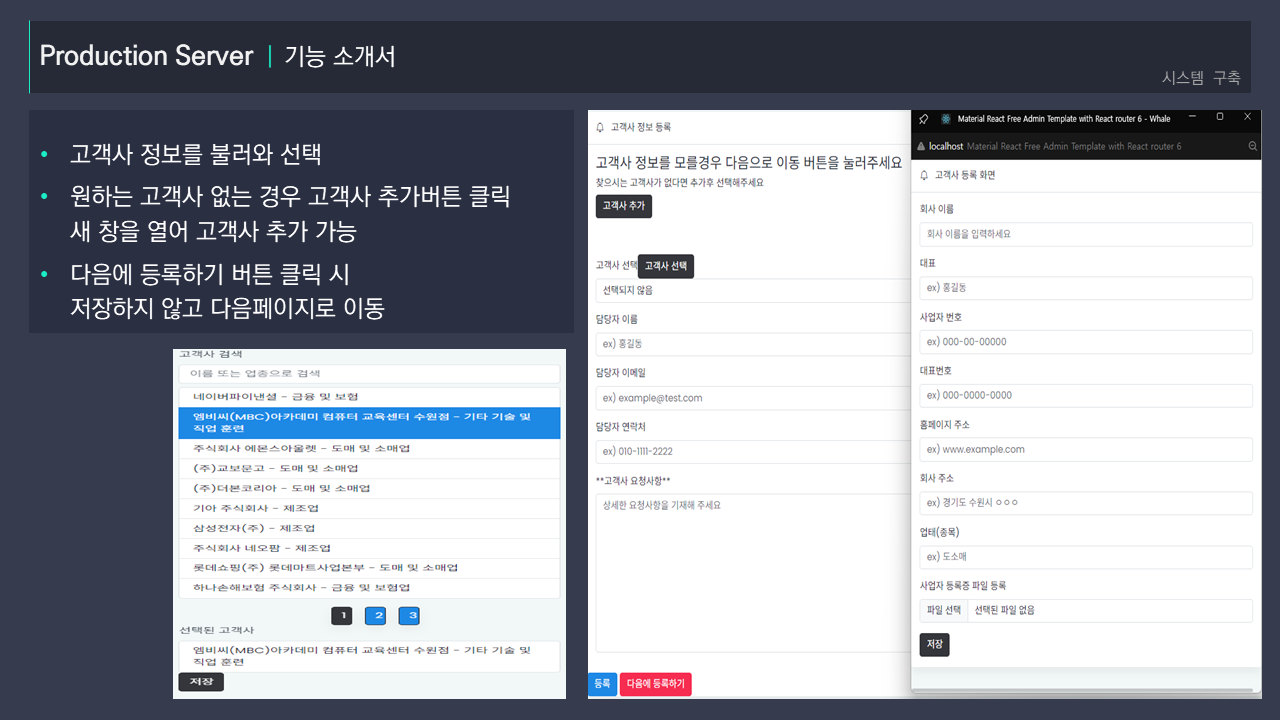 Production Server | 기능 소개서
시스템 구축
고객사 정보를 불러와 선택
원하는 고객사 없는 경우 고객사 추가버튼 클릭
새 창을 열어 고객사 추가 가능
다음에 등록하기 버튼 클릭 시
저장하지 않고 다음페이지로 이동
고객사 검색
이름 또는 업종으로 검색
네이버파이낸셜 - 금융 및 보험
엠비씨(MBC)아카데미 컴퓨터 교육센터 수원점 - 기타 기술 및
직업 훈련
주식회사 에몬스아울렛 - 도매 및 소매업
(주)교보문고 - 도매 및 소매업
(주)더본코리아 - 도매 및 소매업
기아 주식회사 - 제조업
삼성전자(주) - 제조업
주식회사 네오팜 - 제조업
롯데쇼핑(주) 롯데마트사업본부 - 도매 및 소매업
하나손해보험 주식회사 - 금융 및 보험업
1 2 3
선택된 고객사
엠비씨(MBC)아카데미 컴퓨터 교육센터 수원점 - 기타 기술 및
직업 훈련
저장
고객사 정보 등록
고객사 정보를 모를경우 다음으로 이동 버튼을 눌러주세요
찾으시는 고객사가 없다면 추가후 선택해주세요
고객사 추가
고객사 선택 고객사 선택
선택되지 않음
담당자 이름
ex) 홍길동
담당자 이메일
ex) example@test.com
담당자 연락처
ex) 010-1111-2222
**고객사 요청사항**
상세한 요청사항을 기재해 주세요
등록 다음에 등록하기
Material React Free Admin Template with React router 6 - Whale
localhost Material React Free Admin Template with React router 6
고객사 등록 화면
회사 이름
회사 이름을 입력하세요
대표
ex) 홍길동
사업자 번호
ex) 000-00-00000
대표번호
ex) 000-0000-0000
홈페이지 주소
ex) www.example.com
회사 주소
ex) 경기도 수원시 ㅇㅇㅇ
업태(종목)
ex) 도소매
사업자 등록증 파일 등록
파일 선택 선택된 파일 없음
저장